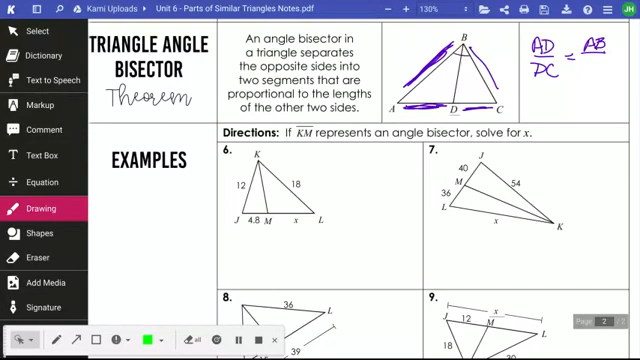 Kami Uploads > Unit 6 - Parts of Similar Triangles Notes.pdf
130%
JH
Select
Dictionary
Text to Speech
Markup
Comment
Text Box
Equation
Drawing
Shapes
Eraser
Add Media
Signature
TRIANGLE ANGLE
BISECTOR
Theorem
An angle bisector in
a triangle separates
the opposite sides into
two segments that are
proportional to the lengths
of the other two sides.
B
A D C
AD = AB
DC
EXAMPLES
Directions: If KM represents an angle bisector, solve for x.
6.
K
12 18
J 4.8 M x L
7.
J
40
M 54
36
L
x K
8.
36
L
39
9.
x
J 12 M
L
18
Page 2 / 2